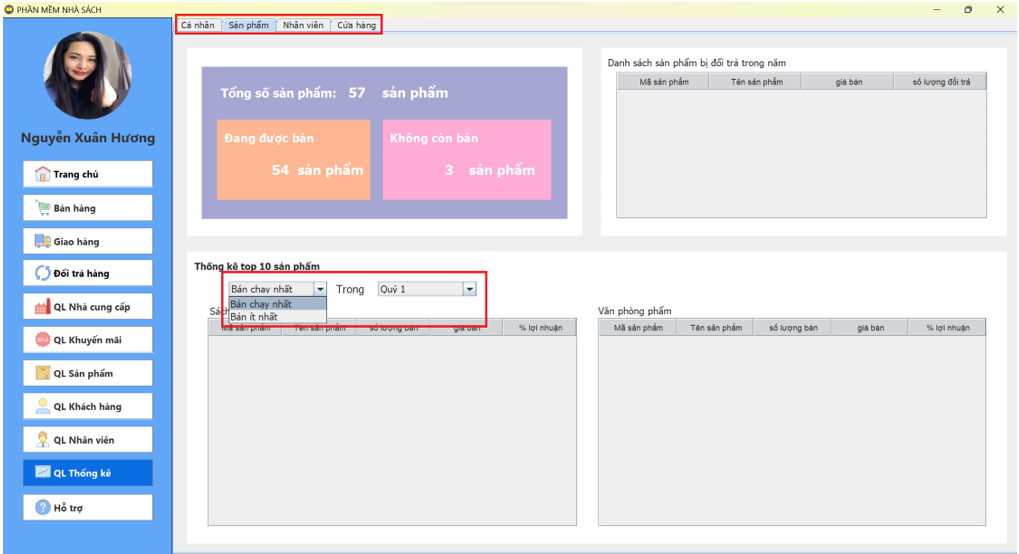 PHẦN MỀM NHÀ SÁCH
Cá nhân Sản phẩm Nhân viên Cửa hàng
Nguyễn Xuân Hương
Trang chủ
Bán hàng
Giao hàng
Đổi trả hàng
QL Nhà cung cấp
QL Khuyến mãi
QL Sản phẩm
QL Khách hàng
QL Nhân viên
QL Thống kê
Hỗ trợ
Tổng số sản phẩm: 57 sản phẩm
Đang được bán
54 sản phẩm
Không còn bán
3 sản phẩm
Danh sách sản phẩm bị đổi trả trong năm
Mã sản phẩm Tên sản phẩm giá bán số lượng đổi trả
Thống kê top 10 sản phẩm
Bán chạy nhất Trong Quý 1
Bán chạy nhất
Bán ít nhất
Mã sản phẩm Tên sản phẩm số lượng bán giá bán % lợi nhuận
Văn phòng phẩm
Mã sản phẩm Tên sản phẩm số lượng bán giá bán % lợi nhuận